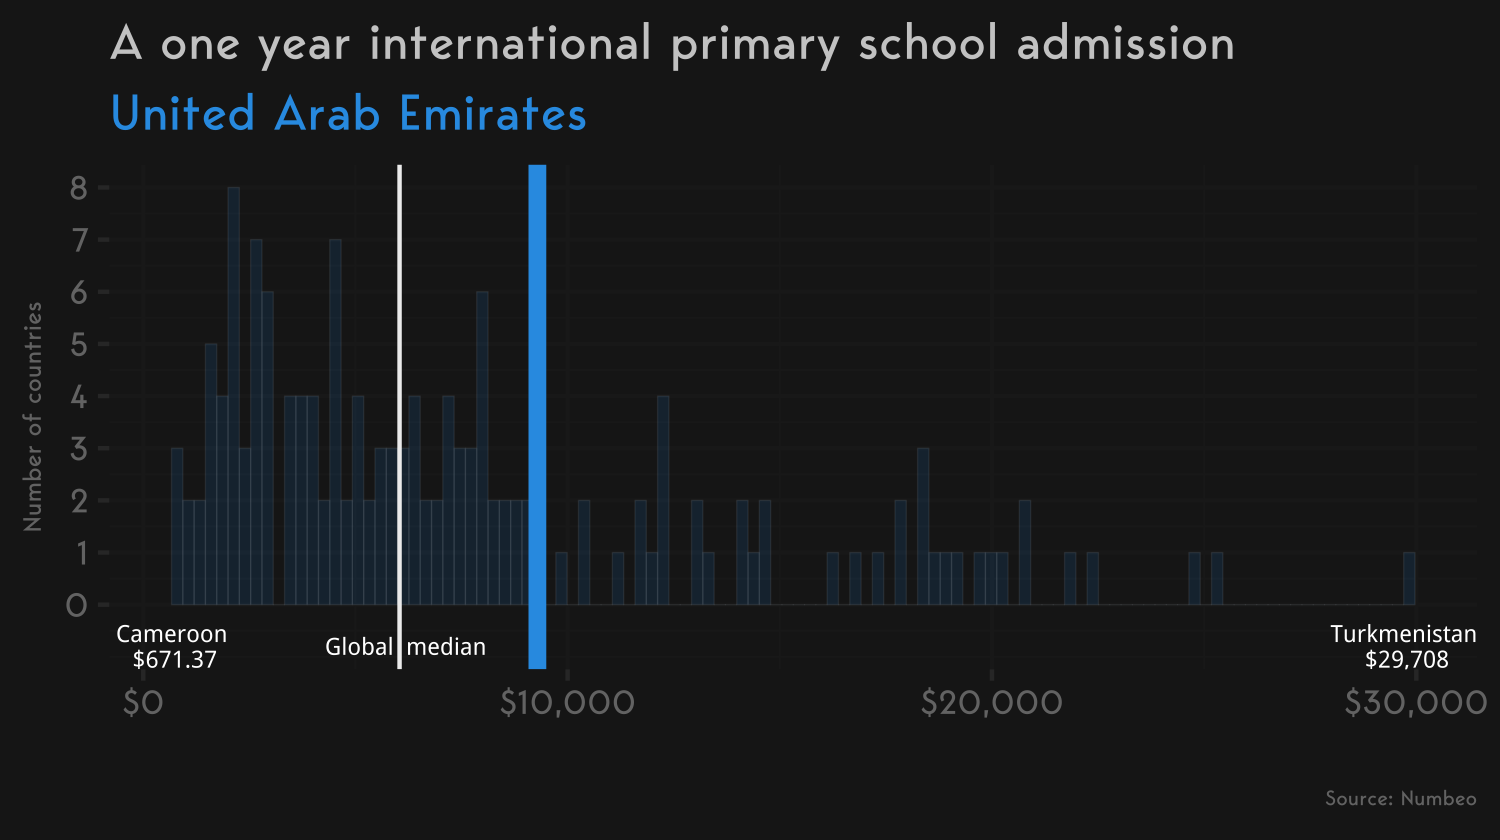 A one year international primary school admission
United Arab Emirates
Number of countries
8
7
6
5
4
3
2
1
0
Cameroon
$671.37
Global median
Turkmenistan
$29,708
$0 $10,000 $20,000 $30,000
Source: Numbeo